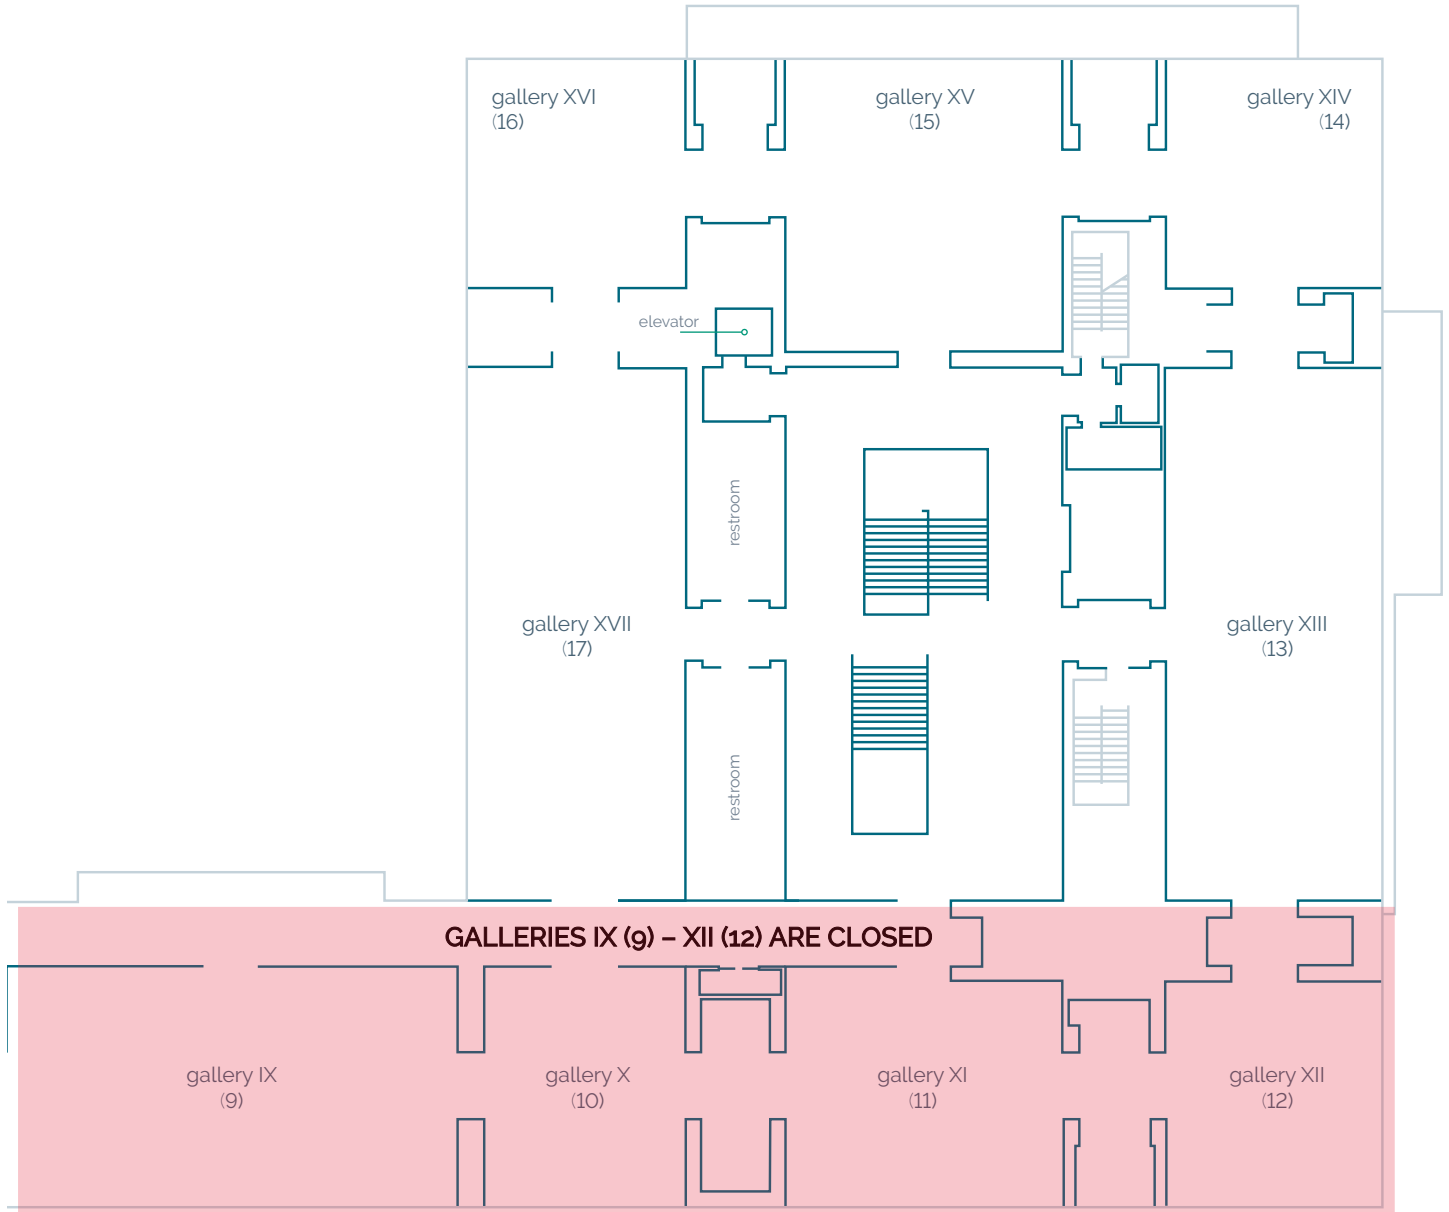 gallery XVI
(16)
gallery XV
(15)
gallery XIV
(14)
elevator
restroom
gallery XVII
(17)
gallery XIII
(13)
restroom
GALLERIES IX (9) – XII (12) ARE CLOSED
gallery IX
(9)
gallery X
(10)
gallery XI
(11)
gallery XII
(12)